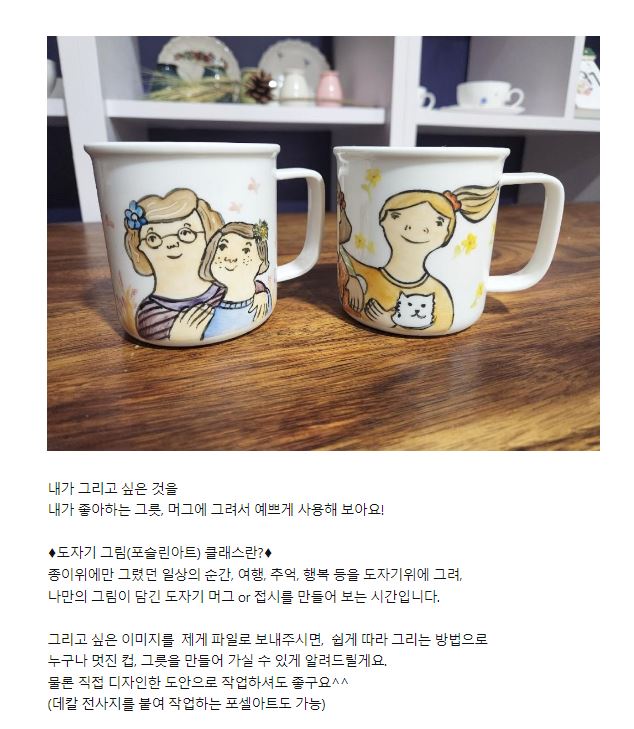 내가 그리고 싶은 것을
내가 좋아하는 그릇, 머그에 그려서 예쁘게 사용해 보아요!
♦도자기 그림(포슬린아트) 클래스란?♦
종이위에만 그렸던 일상의 순간, 여행, 추억, 행복 등을 도자기위에 그려,
나만의 그림이 담긴 도자기 머그 or 접시를 만들어 보는 시간입니다.
그리고 싶은 이미지를 제게 파일로 보내주시면, 쉽게 따라 그리는 방법으로
누구나 멋진 컵, 그릇을 만들어 가실 수 있게 알려드릴게요.
물론 직접 디자인한 도안으로 작업하셔도 좋구요^^
(데칼 전사지를 붙여 작업하는 포셀아트도 가능)